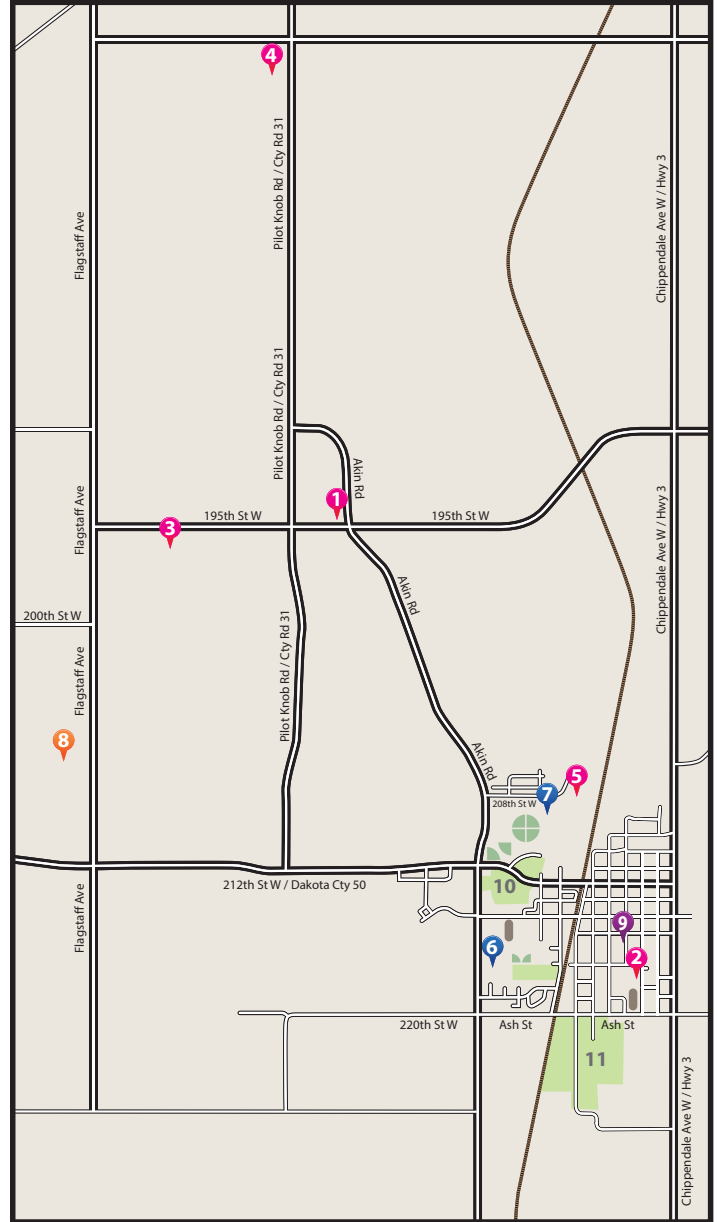 4
Pilot Knob Rd / Cty Rd 31
Chippendale Ave W / Hwy 3
Flagstaff Ave
Pilot Knob Rd / Cty Rd 31
Akin Rd
1
Flagstaff Ave
3
195th St W
195th St W
Chippendale Ave W / Hwy 3
Akin Rd
200th St W
Flagstaff Ave
Pilot Knob Rd / Cty Rd 31
8
Akin Rd
5
7
208th St W
212th St W / Dakota Cty 50
10
Flagstaff Ave
9
6
2
220th St W
Ash St
Ash St
11
Chippendale Ave W / Hwy 3